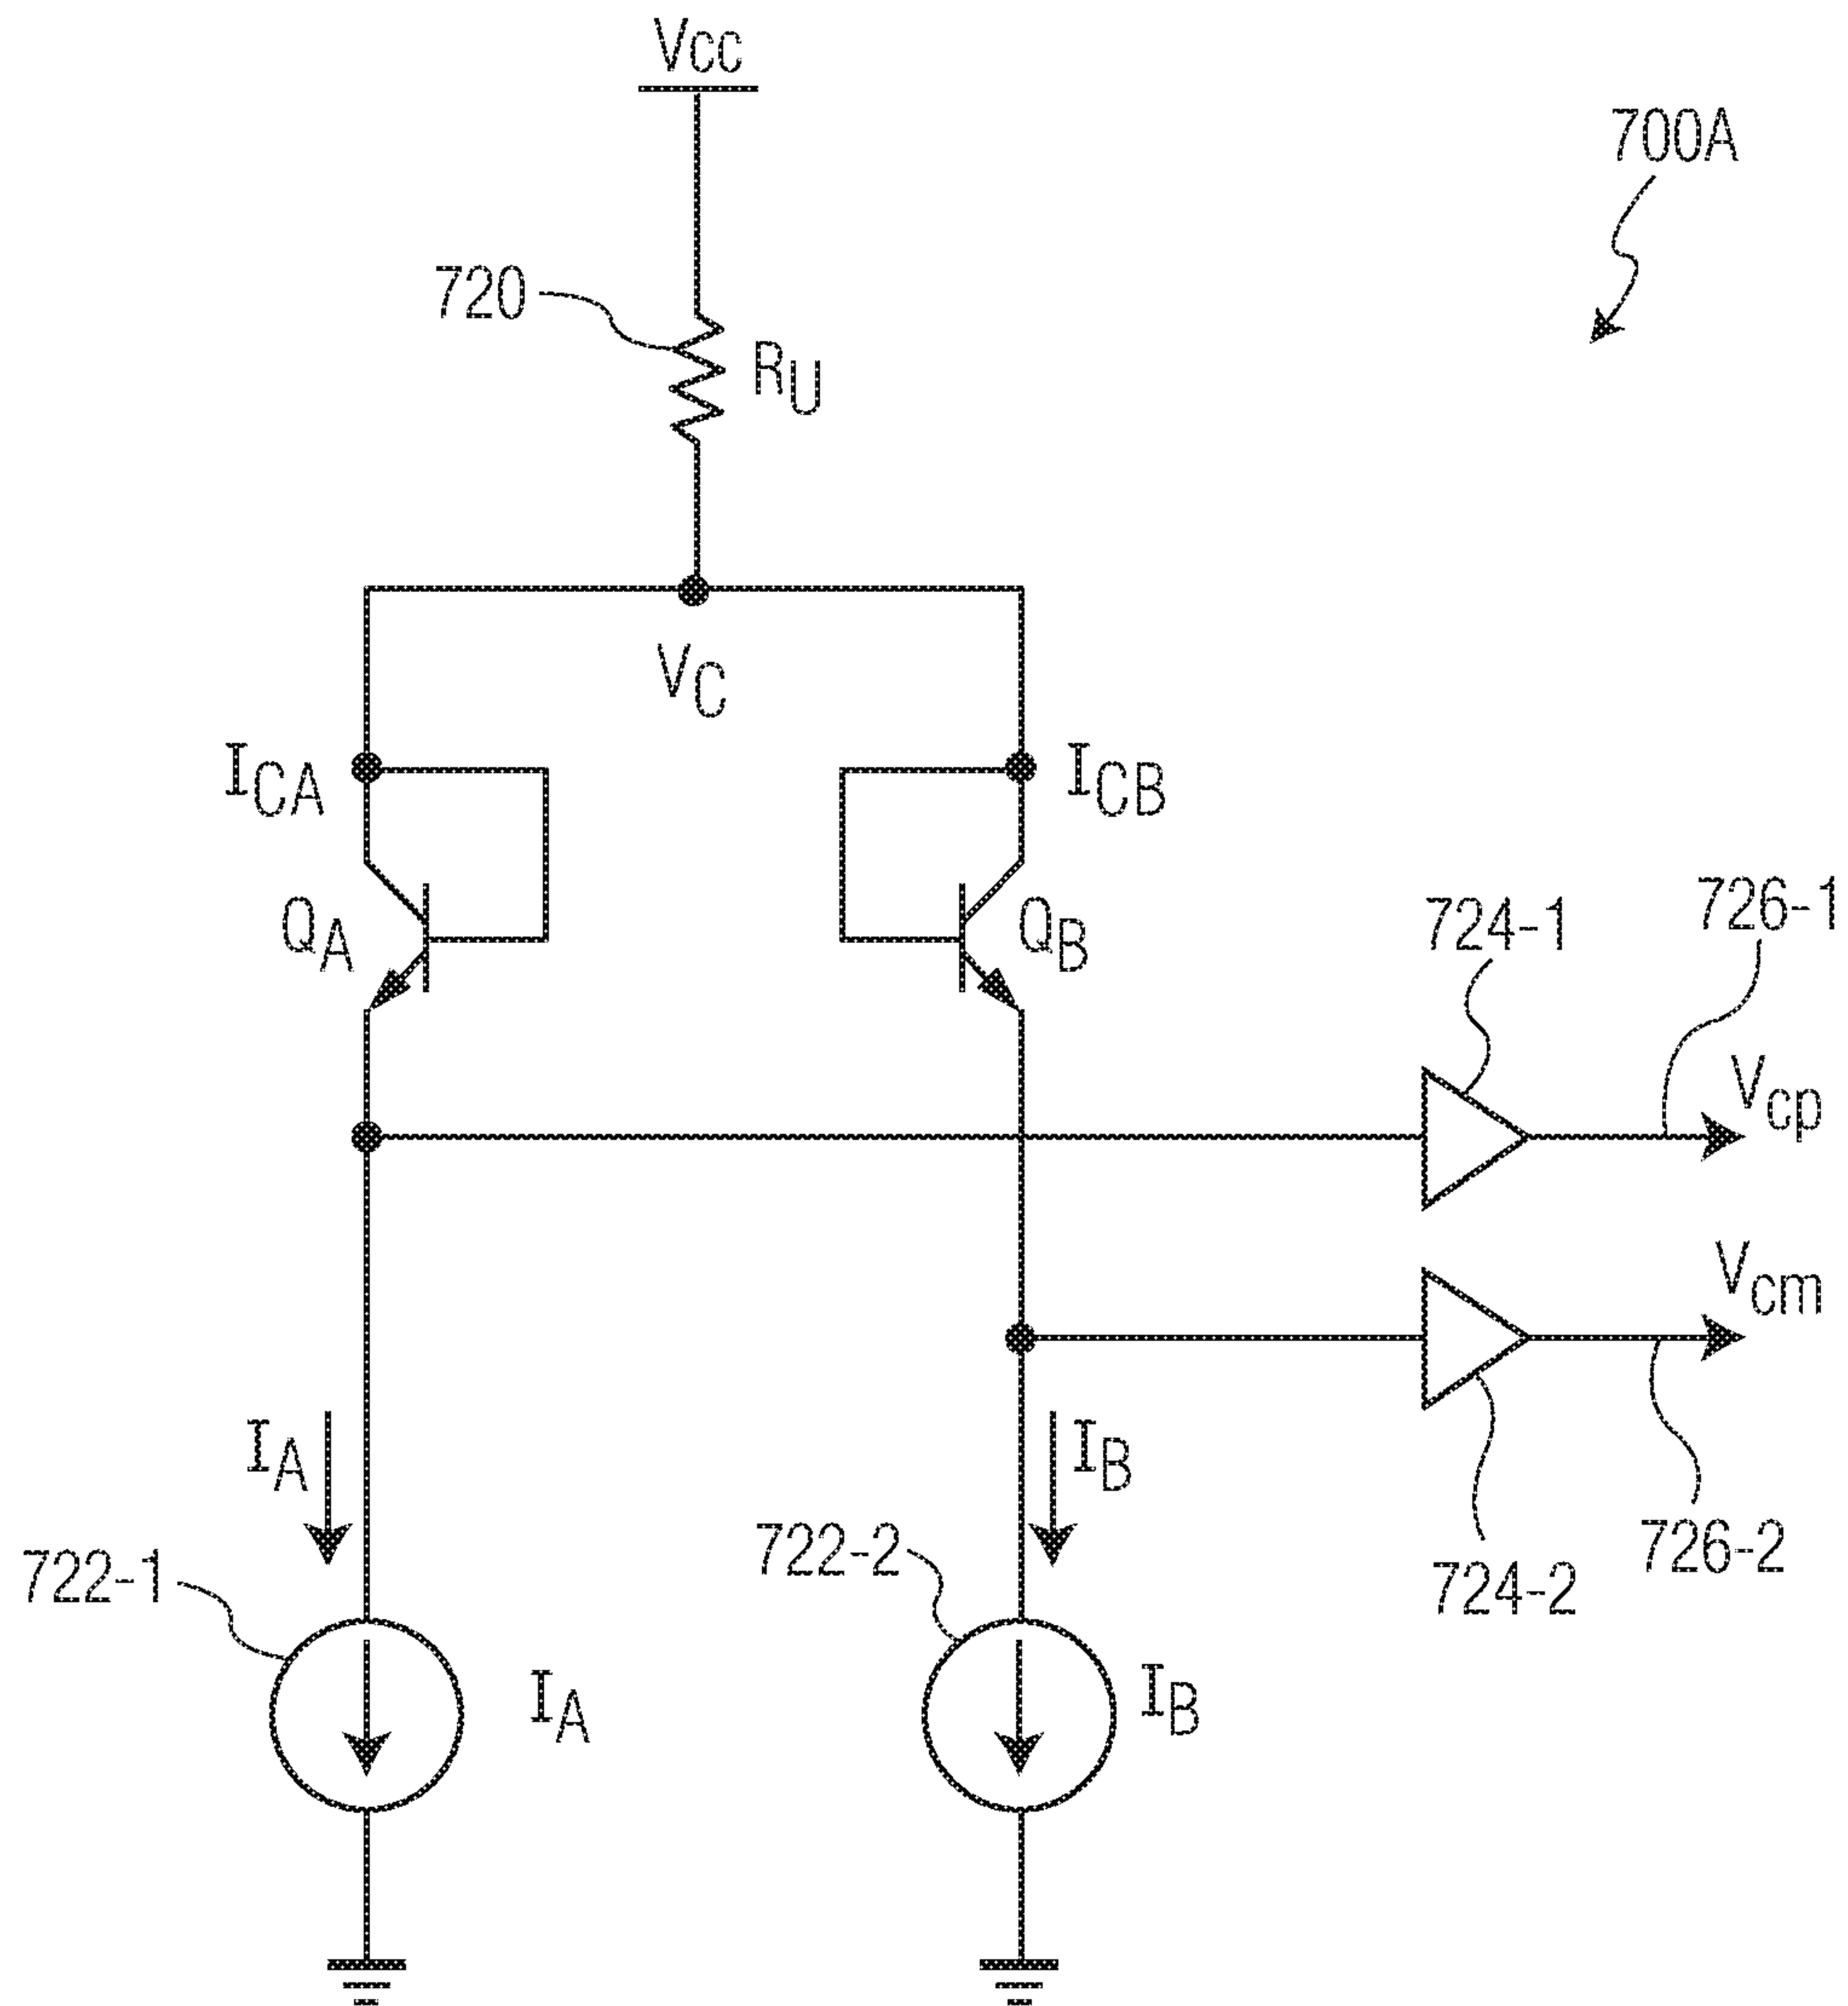 Vcc
700A
720
RU
VC
ICA
ICB
QA
QB
724-1
726-1
Vcp
Vcm
IA
IB
722-1
722-2
724-2
726-2
IA
IB